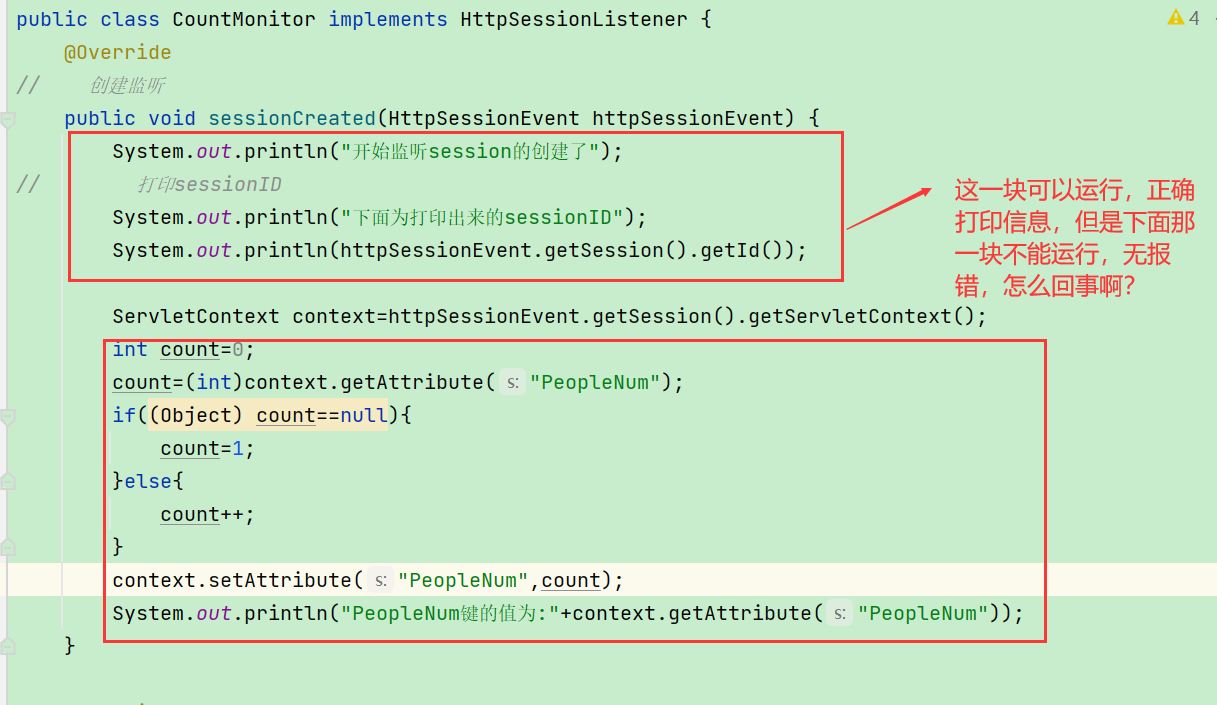 public class CountMonitor implements HttpSessionListener {
4
@Override
// 创建监听
public void sessionCreated(HttpSessionEvent httpSessionEvent) {
System.out.println("开始监听session的创建了");
// 打印sessionID
System.out.println("下面为打印出来的sessionID");
System.out.println(httpSessionEvent.getSession().getId());
这一块可以运行，正确
打印信息，但是下面那
一块不能运行，无报
错，怎么回事啊？
ServletContext context=httpSessionEvent.getSession().getServletContext();
int count=0;
count=(int)context.getAttribute( s: "PeopleNum");
if((Object) count==null){
count=1;
}else{
count++;
}
context.setAttribute( s: "PeopleNum",count);
System.out.println("PeopleNum键的值为:"+context.getAttribute( s: "PeopleNum"));
}